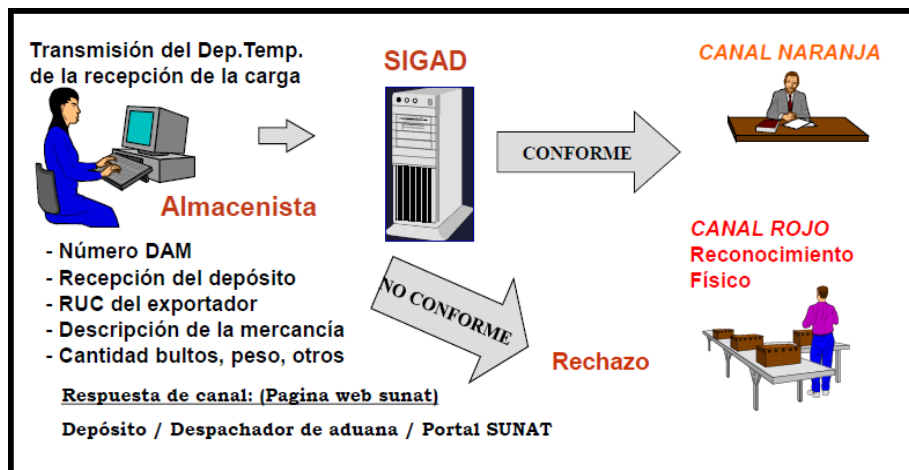 Transmisión del Dep.Temp.
de la recepción de la carga
SIGAD
CANAL NARANJA
CONFORME
Almacenista
- Número DAM
- Recepción del depósito
- RUC del exportador
- Descripción de la mercancía
- Cantidad bultos, peso, otros
NO CONFORME
Rechazo
CANAL ROJO
Reconocimiento
Físico
Respuesta de canal: (Pagina web sunat)
Depósito / Despachador de aduana / Portal SUNAT